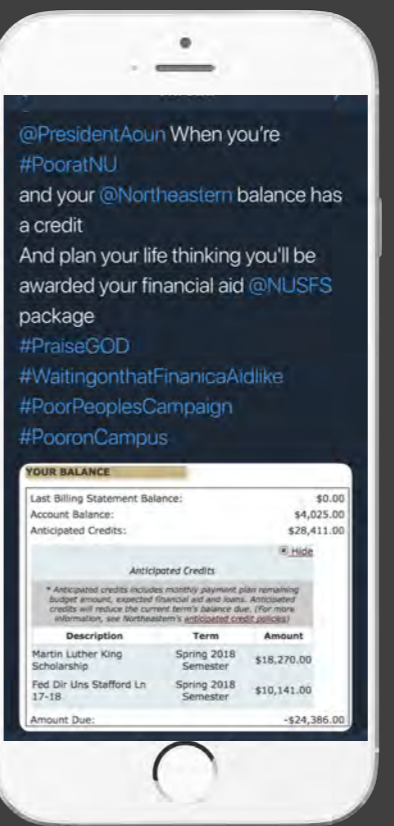 @PresidentAoun When you're
#PooratNU
and your @Northeastern balance has
a credit
And plan your life thinking you'll be
awarded your financial aid @NUSFS
package
#PraiseGOD
#WaitingonthatFinanicaAidlike
#PoorPeoplesCampaign
#PooronCampus
YOUR BALANCE
Last Billing Statement Balance: $0.00
Account Balance: $4,025.00
Anticipated Credits: $28,411.00
Hide
Anticipated Credits
* Anticipated credits includes monthly payment plan remaining
budget amount, expected financial aid and loans. Anticipated
credits will reduce the current term's balance due. (For more
information, see Northeastern's anticipated credit policies)
Description Term Amount
Martin Luther King Spring 2018 $18,270.00
Scholarship Semester
Fed Dir Uns Stafford Ln Spring 2018 $10,141.00
17-18 Semester
Amount Due: -$24,386.00